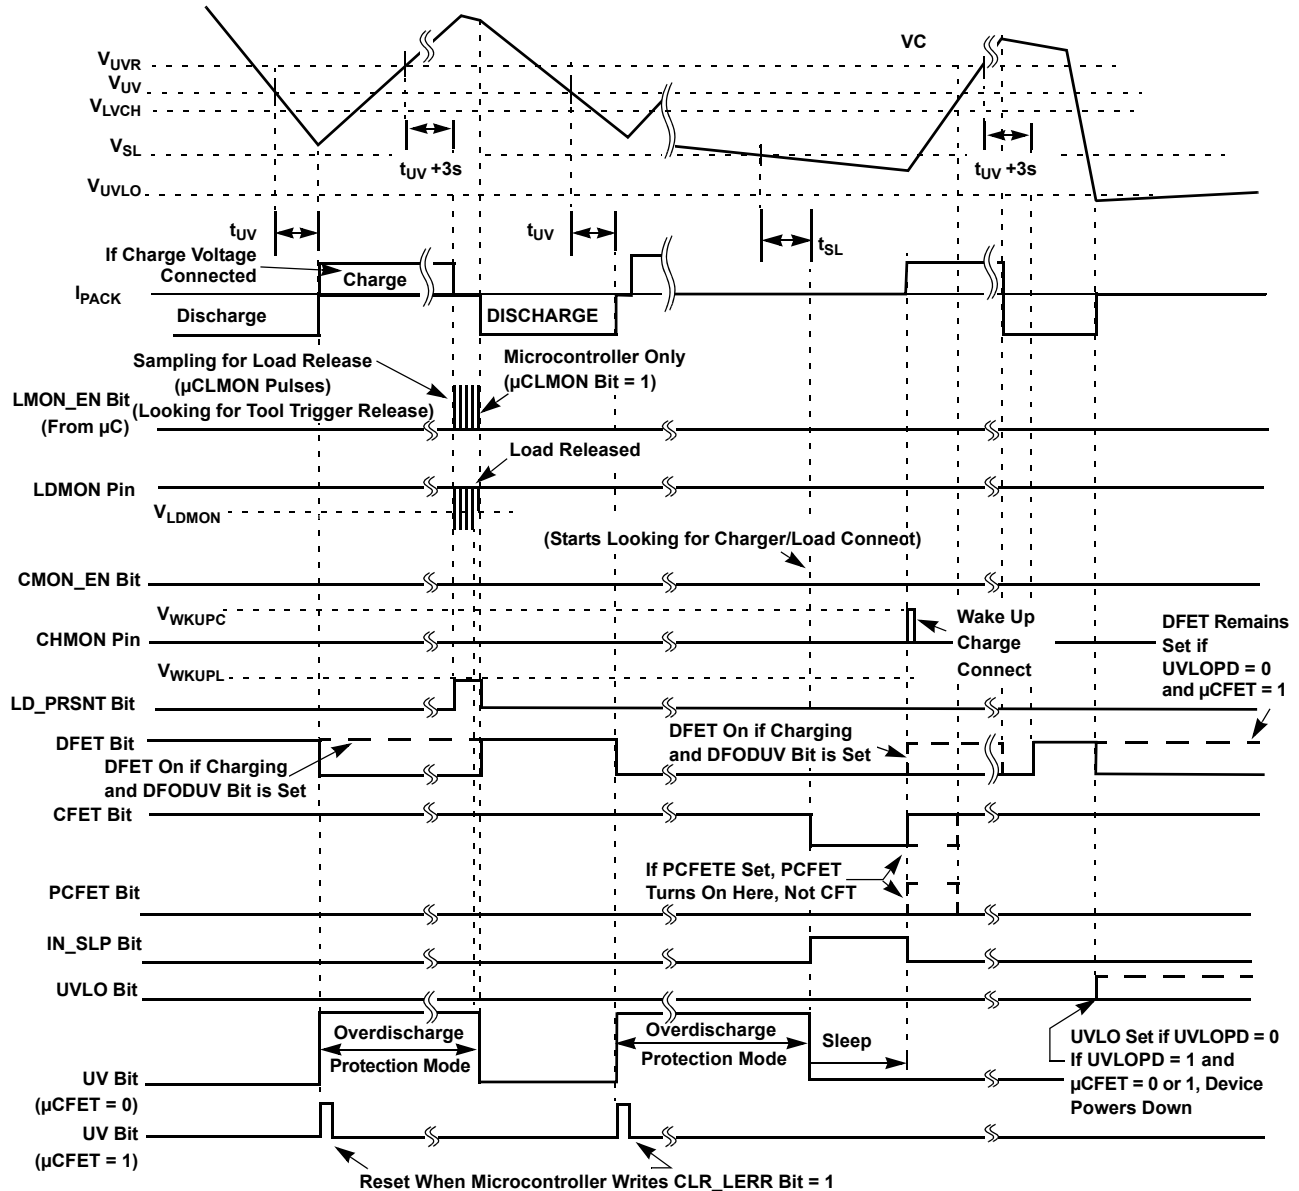 VC
VUVR
VUV
VLVCH
VSL
VUVLO
tUV +3s
tUV +3s
tUV
tUV
tSL
If Charge Voltage
Connected
Charge
IPACK
Discharge
DISCHARGE
Sampling for Load Release
(µCLMON Pulses)
(Looking for Tool Trigger Release)
Microcontroller Only
(µCLMON Bit = 1)
LMON_EN Bit
(From µC)
Load Released
LDMON Pin
VLDMON
(Starts Looking for Charger/Load Connect)
CMON_EN Bit
VWKUPC
CHMON Pin
Wake Up
Charge
Connect
DFET Remains
Set if
UVLOPD = 0
and µCFET = 1
VWKUPL
LD_PRSNT Bit
DFET Bit
DFET On if Charging
and DFODUV Bit is Set
DFET On if Charging
and DFODUV Bit is Set
CFET Bit
If PCFETE Set, PCFET
Turns On Here, Not CFT
PCFET Bit
IN_SLP Bit
UVLO Bit
Overdischarge
Protection Mode
Overdischarge
Protection Mode
Sleep
UVLO Set if UVLOPD = 0
If UVLOPD = 1 and
µCFET = 0 or 1, Device
Powers Down
UV Bit
(µCFET = 0)
UV Bit
(µCFET = 1)
Reset When Microcontroller Writes CLR_LERR Bit = 1